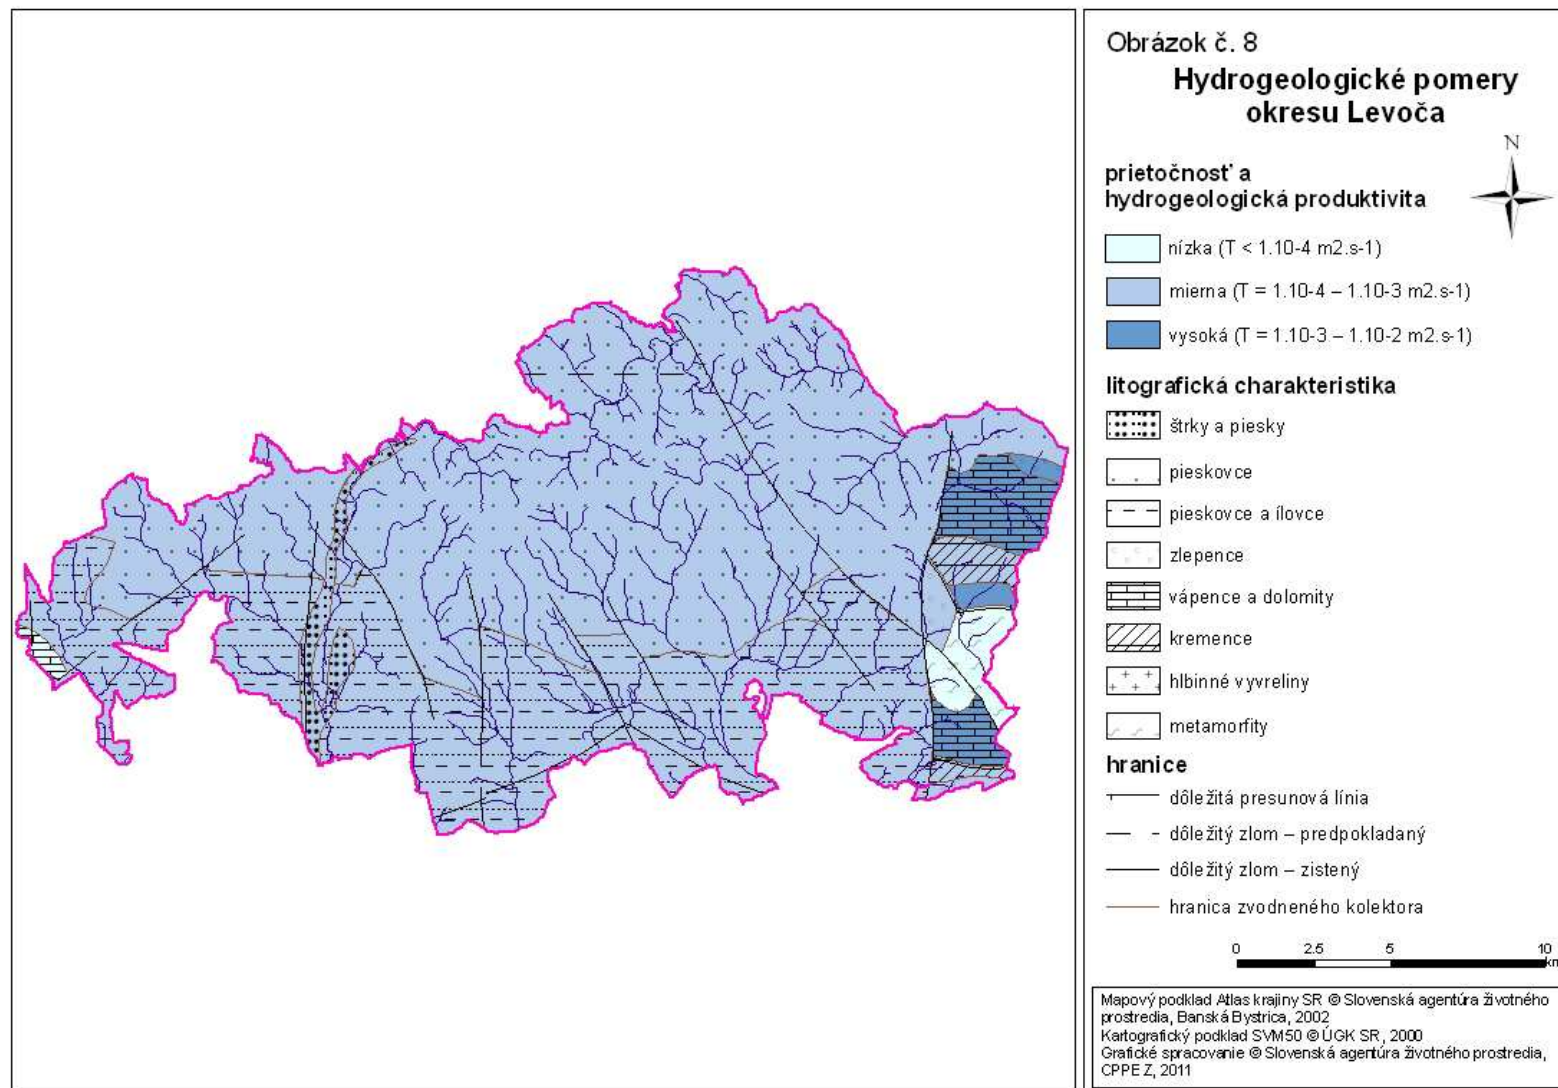 Obrázok č. 8
Hydrogeologické pomery
okresu Levoča
N
prietočnosť a
hydrogeologická produktivita
nízka (T < 1.10-4 m2.s-1)
mierna (T = 1.10-4 – 1.10-3 m2.s-1)
vysoká (T = 1.10-3 – 1.10-2 m2.s-1)
litografická charakteristika
štrky a piesky
pieskovce
pieskovce a ílovce
zlepence
vápence a dolomity
kremence
hlbinné vyvreliny
metamorfity
hranice
dôležitá presunová línia
dôležitý zlom – predpokladaný
dôležitý zlom – zistený
hranica zvodneného kolektora
0 2.5 5 10
km
Mapový podklad Atlas krajiny SR © Slovenská agentúra životného
prostredia, Banská Bystrica, 2002
Kartografický podklad SVM50 © ÚGK SR, 2000
Grafické spracovanie © Slovenská agentúra životného prostredia,
CPPEZ, 2011